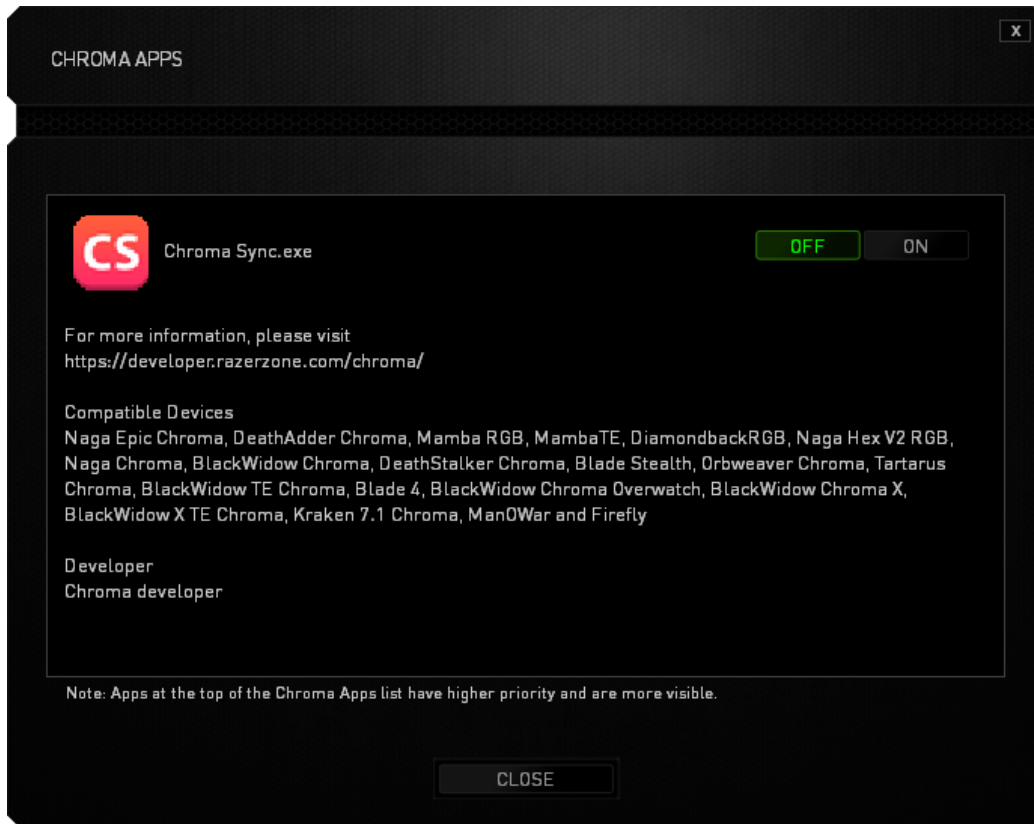 X
CHROMA APPS
CS
Chroma Sync.exe
OFF
ON
For more information, please visit
https://developer.razerzone.com/chroma/
Compatible Devices
Naga Epic Chroma, DeathAdder Chroma, Mamba RGB, MambaTE, DiamondbackRGB, Naga Hex V2 RGB,
Naga Chroma, BlackWidow Chroma, DeathStalker Chroma, Blade Stealth, Orbweaver Chroma, Tartarus
Chroma, BlackWidow TE Chroma, Blade 4, BlackWidow Chroma Overwatch, BlackWidow Chroma X,
BlackWidow X TE Chroma, Kraken 7.1 Chroma, ManOWar and Firefly
Developer
Chroma developer
Note: Apps at the top of the Chroma Apps list have higher priority and are more visible.
CLOSE